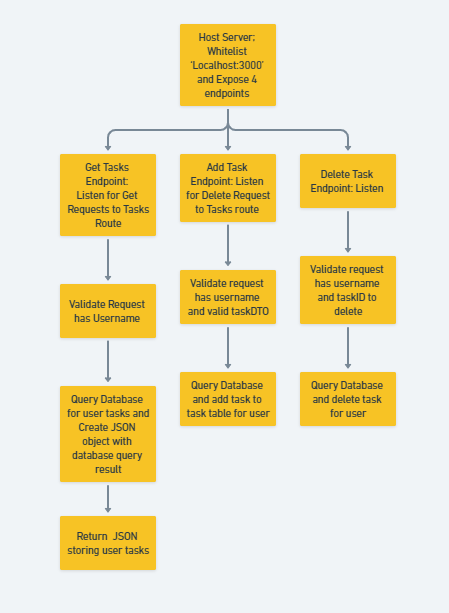 Host Server;
Whitelist
'Localhost:3000'
and Expose 4
endpoints
Get Tasks
Endpoint:
Listen for Get
Requests to Tasks
Route
Add Task
Endpoint: Listen
for Delete Request
to Tasks route
Delete Task
Endpoint: Listen
Validate Request
has Username
Validate request
has username
and valid taskDTO
Validate request
has username
and taskID to
delete
Query Database
for user tasks and
Create JSON
object with
database query
result
Query Database
and add task to
task table for user
Query Database
and delete task
for user
Return JSON
storing user tasks